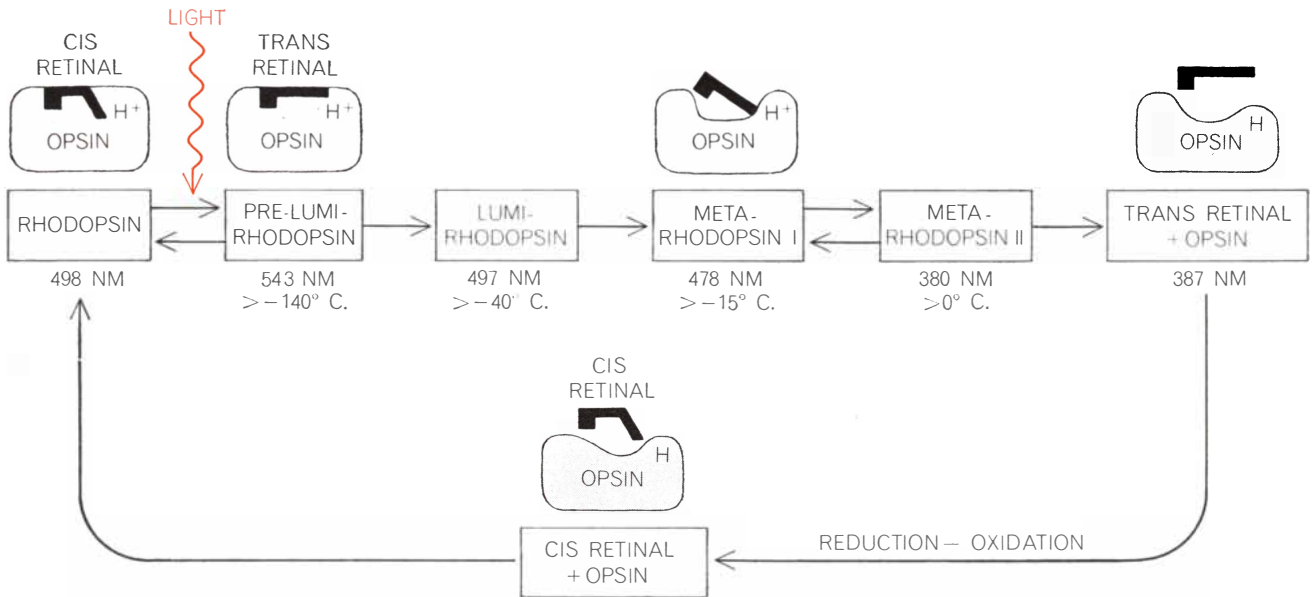 LIGHT
CIS
RETINAL
H+
OPSIN
TRANS
RETINAL
H+
OPSIN
H+
OPSIN
H
OPSIN
RHODOPSIN
498 NM
PRE-LUMI-
RHODOPSIN
543 NM
>−140° C.
LUMI-
RHODOPSIN
497 NM
>−40° C.
META-
RHODOPSIN I
478 NM
>−15° C.
META-
RHODOPSIN II
380 NM
>0° C.
TRANS RETINAL
+ OPSIN
387 NM
CIS
RETINAL
H
OPSIN
CIS RETINAL
+ OPSIN
REDUCTION — OXIDATION